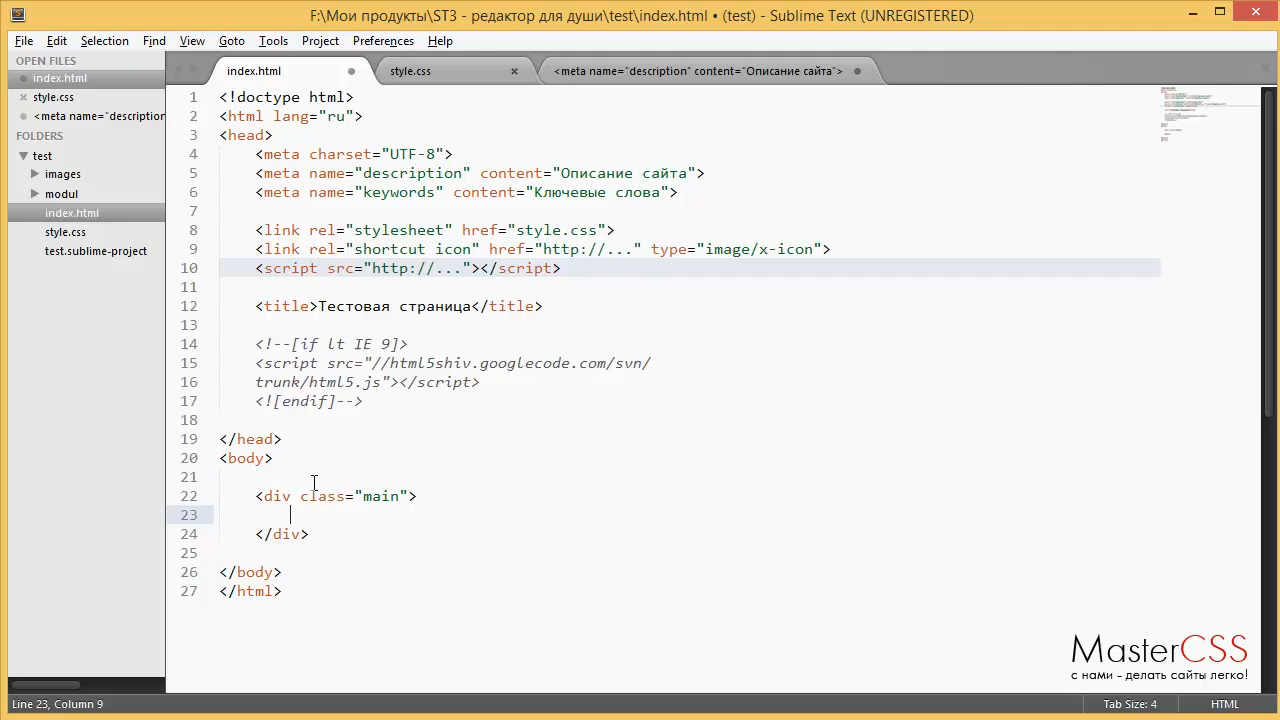 F:\Мои продукты\ST3 - редактор для души\test\index.html • (test) - Sublime Text (UNREGISTERED)
File Edit Selection Find View Goto Tools Project Preferences Help
OPEN FILES
index.html
style.css
<meta name="description
FOLDERS
test
images
modul
index.html
style.css
test.sublime-project
index.html
style.css
<meta name="description" content="Описание сайта">
1 <!doctype html>
2 <html lang="ru">
3 <head>
4 <meta charset="UTF-8">
5 <meta name="description" content="Описание сайта">
6 <meta name="keywords" content="Ключевые слова">
7
8 <link rel="stylesheet" href="style.css">
9 <link rel="shortcut icon" href="http://..." type="image/x-icon">
10 <script src="http://..."></script>
11
12 <title>Тестовая страница</title>
13
14 <!--[if lt IE 9]>
15 <script src="//html5shiv.googlecode.com/svn/
16 trunk/html5.js"></script>
17 <![endif]-->
18
19 </head>
20 <body>
21
22 <div class="main">
23
24 </div>
25
26 </body>
27 </html>
MasterCSS
с нами - делать сайты легко!
Line 23, Column 9
Tab Size: 4
HTML